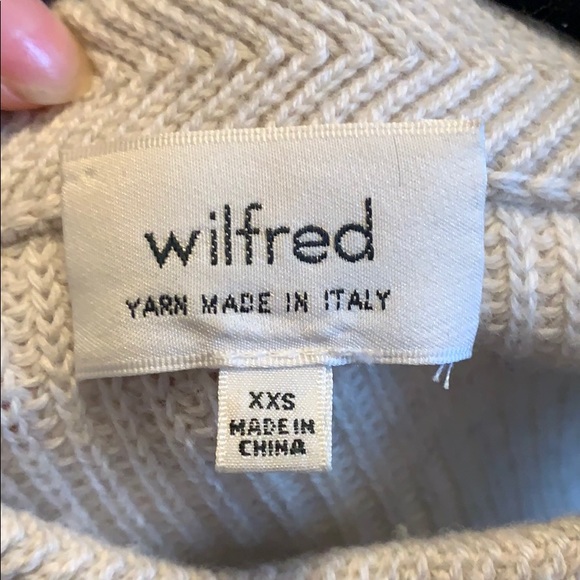 wilfred
YARN MADE IN ITALY
XXS
MADE IN
CHINA